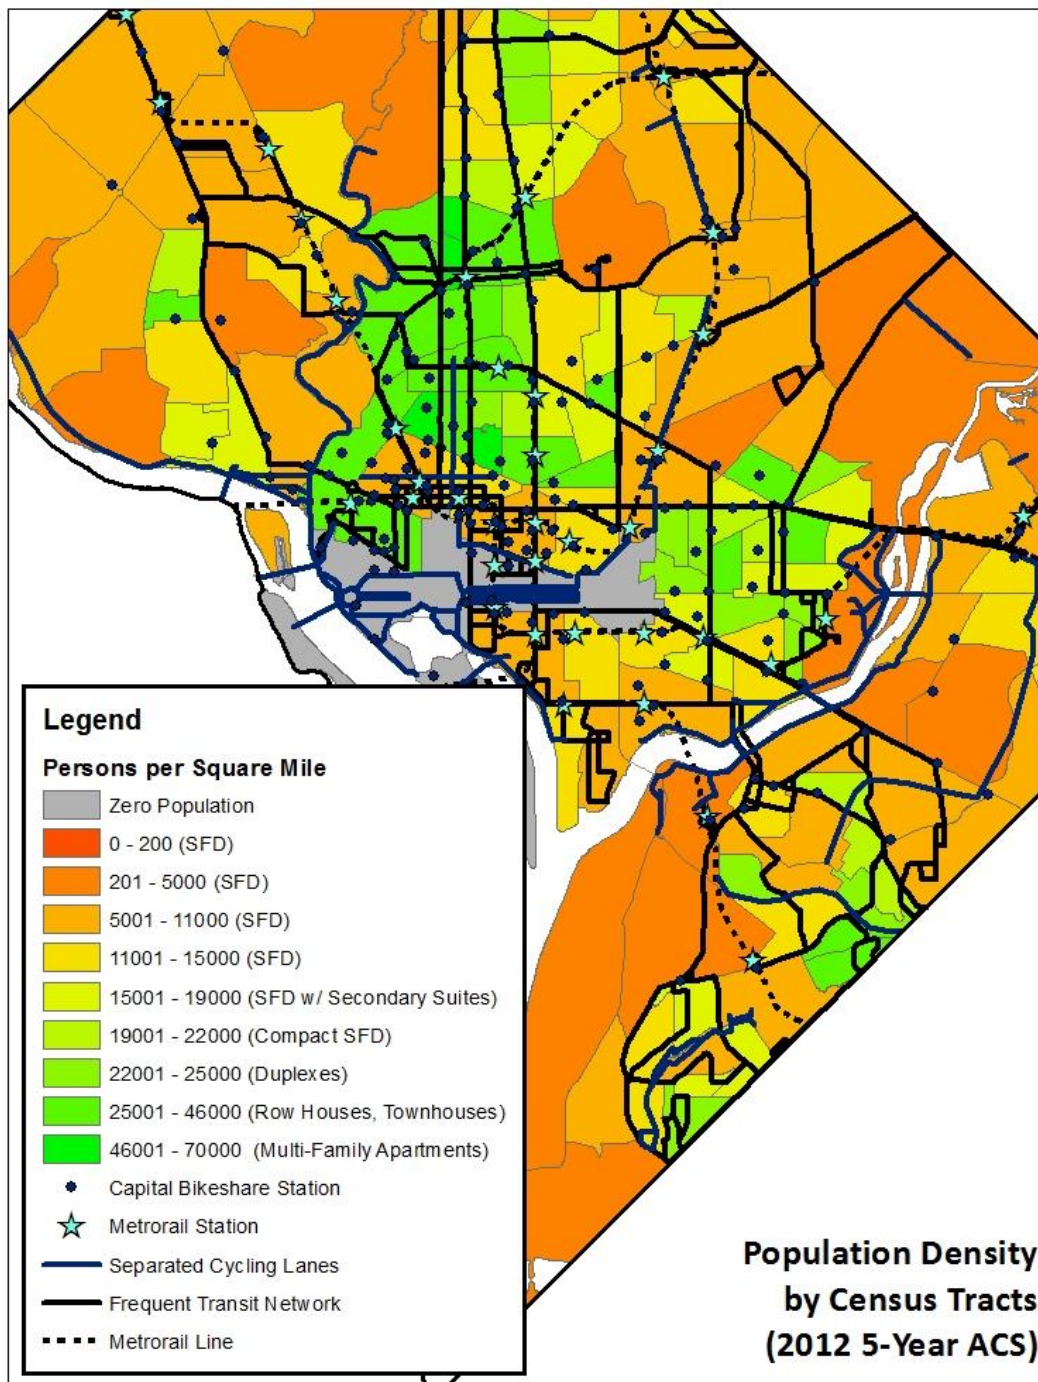 Legend
Persons per Square Mile
Zero Population
0 - 200 (SFD)
201 - 5000 (SFD)
5001 - 11000 (SFD)
11001 - 15000 (SFD)
15001 - 19000 (SFD w/ Secondary Suites)
19001 - 22000 (Compact SFD)
22001 - 25000 (Duplexes)
25001 - 46000 (Row Houses, Townhouses)
46001 - 70000 (Multi-Family Apartments)
Capital Bikeshare Station
Metrorail Station
Separated Cycling Lanes
Frequent Transit Network
Metrorail Line
Population Density
by Census Tracts
(2012 5-Year ACS)